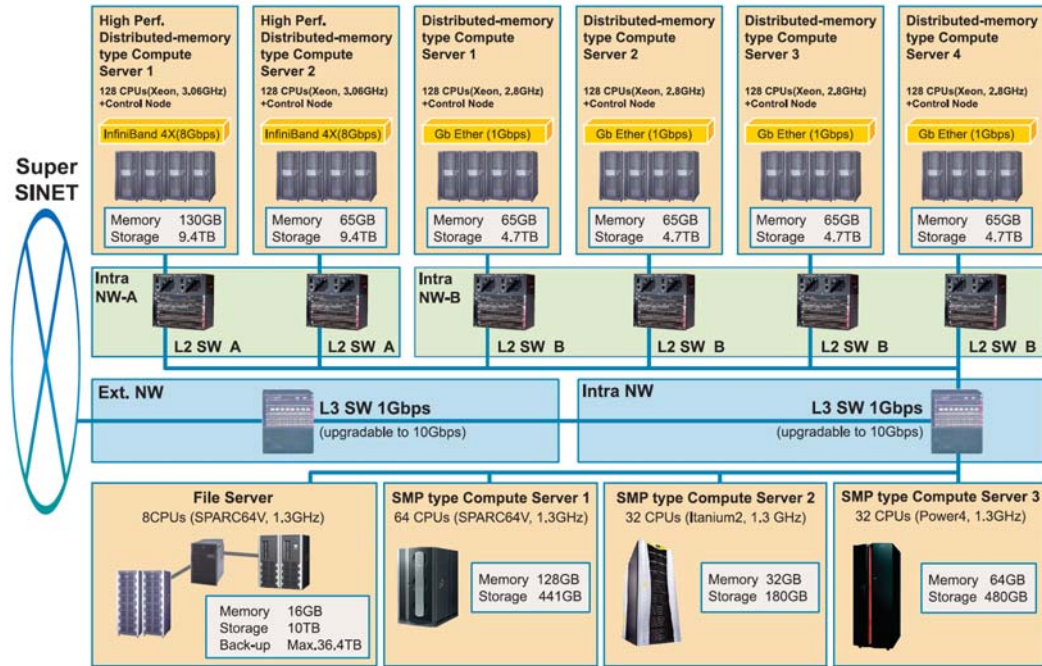 High Perf.
Distributed-memory
type Compute
Server 1
128 CPUs(Xeon, 3.06GHz)
+Control Node
InfiniBand 4X(8Gbps)
Memory 130GB
Storage 9.4TB
High Perf.
Distributed-memory
type Compute
Server 2
128 CPUs(Xeon, 3.06GHz)
+Control Node
InfiniBand 4X(8Gbps)
Memory 65GB
Storage 9.4TB
Distributed-memory
type Compute
Server 1
128 CPUs(Xeon, 2.8GHz)
+Control Node
Gb Ether (1Gbps)
Memory 65GB
Storage 4.7TB
Distributed-memory
type Compute
Server 2
128 CPUs(Xeon, 2.8GHz)
+Control Node
Gb Ether (1Gbps)
Memory 65GB
Storage 4.7TB
Distributed-memory
type Compute
Server 3
128 CPUs(Xeon, 2.8GHz)
+Control Node
Gb Ether (1Gbps)
Memory 65GB
Storage 4.7TB
Distributed-memory
type Compute
Server 4
128 CPUs(Xeon, 2.8GHz)
+Control Node
Gb Ether (1Gbps)
Memory 65GB
Storage 4.7TB
Super
SINET
Intra
NW-A
L2 SW A
L2 SW A
Intra
NW-B
L2 SW B
L2 SW B
L2 SW B
L2 SW B
Ext. NW
L3 SW 1Gbps
(upgradable to 10Gbps)
Intra NW
L3 SW 1Gbps
(upgradable to 10Gbps)
File Server
8CPUs (SPARC64V, 1.3GHz)
Memory 16GB
Storage 10TB
Back-up Max.36.4TB
SMP type Compute Server 1
64 CPUs (SPARC64V, 1.3GHz)
Memory 128GB
Storage 441GB
SMP type Compute Server 2
32 CPUs (Itanium2, 1.3 GHz)
Memory 32GB
Storage 180GB
SMP type Compute Server 3
32 CPUs (Power4, 1.3GHz)
Memory 64GB
Storage 480GB